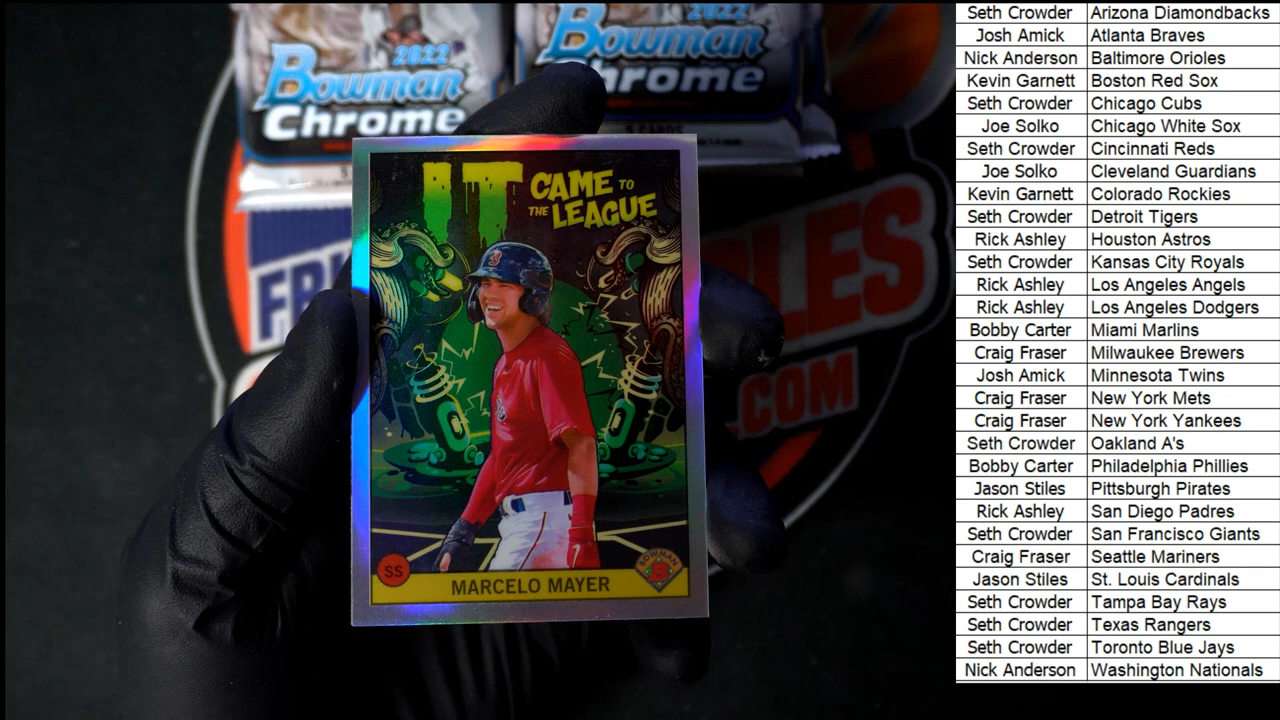 2022
Bowman
Chrome
2022
Bowman
Chrome
5 CARDS
IT CAME TO
THE LEAGUE
SS
MARCELO MAYER
BOWMAN
B
.COM
Seth Crowder Arizona Diamondbacks
Josh Amick Atlanta Braves
Nick Anderson Baltimore Orioles
Kevin Garnett Boston Red Sox
Seth Crowder Chicago Cubs
Joe Solko Chicago White Sox
Seth Crowder Cincinnati Reds
Joe Solko Cleveland Guardians
Kevin Garnett Colorado Rockies
Seth Crowder Detroit Tigers
Rick Ashley Houston Astros
Seth Crowder Kansas City Royals
Rick Ashley Los Angeles Angels
Rick Ashley Los Angeles Dodgers
Bobby Carter Miami Marlins
Craig Fraser Milwaukee Brewers
Josh Amick Minnesota Twins
Craig Fraser New York Mets
Craig Fraser New York Yankees
Seth Crowder Oakland A's
Bobby Carter Philadelphia Phillies
Jason Stiles Pittsburgh Pirates
Rick Ashley San Diego Padres
Seth Crowder San Francisco Giants
Craig Fraser Seattle Mariners
Jason Stiles St. Louis Cardinals
Seth Crowder Tampa Bay Rays
Seth Crowder Texas Rangers
Seth Crowder Toronto Blue Jays
Nick Anderson Washington Nationals